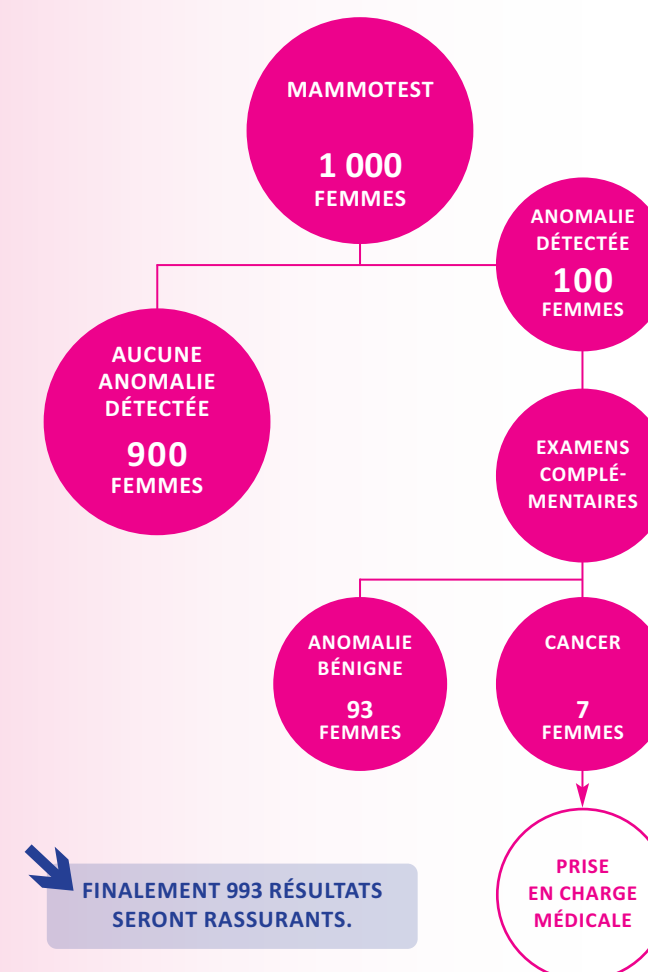 MAMMOTEST
1 000
FEMMES
ANOMALIE
DÉTECTÉE
100
FEMMES
AUCUNE
ANOMALIE
DÉTECTÉE
900
FEMMES
EXAMENS
COMPLÉ-
MENTAIRES
ANOMALIE
BÉNIGNE
93
FEMMES
CANCER
7
FEMMES
PRISE
EN CHARGE
MÉDICALE
FINALEMENT 993 RÉSULTATS
SERONT RASSURANTS.